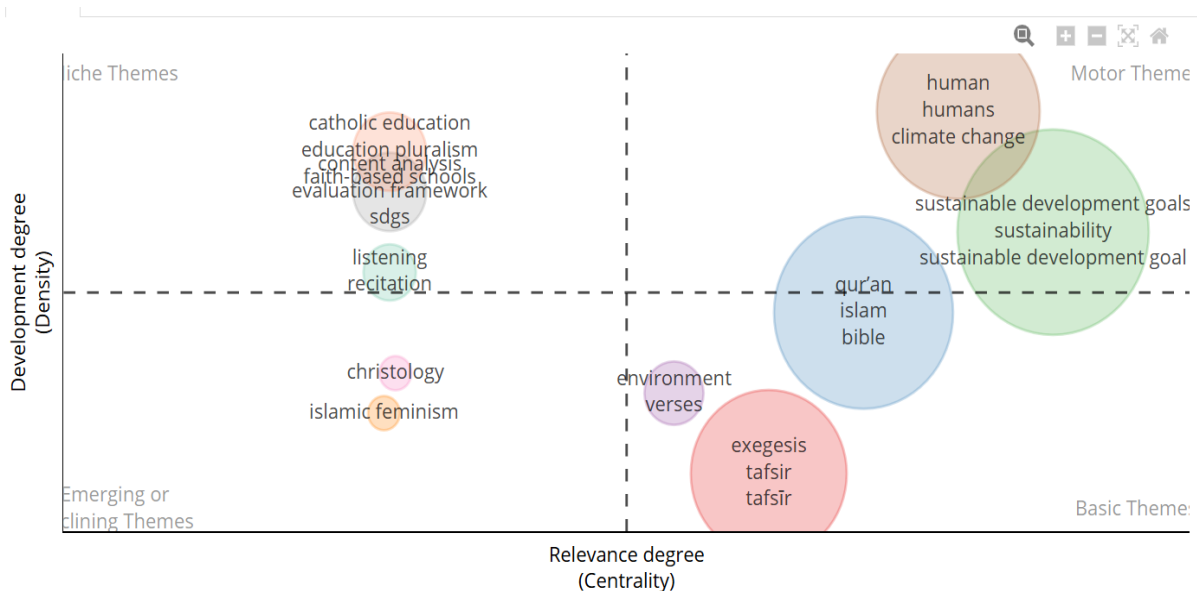 iche Themes
Motor Theme
catholic education
education pluralism
content analysis
faith-based schools
evaluation framework
sdgs
listening
recitation
christology
islamic feminism
human
humans
climate change
sustainable development goals
sustainability
sustainable development goal
qur'an
islam
bible
environment
verses
exegesis
tafsir
tafsīr
Emerging or
clining Themes
Basic Themes
Development degree
(Density)
Relevance degree
(Centrality)